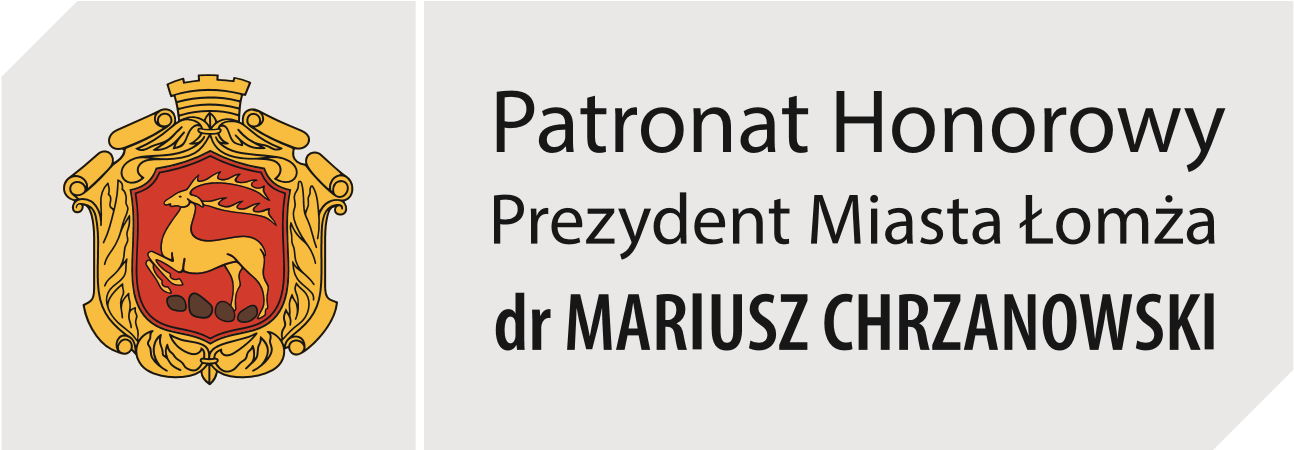 Patronat Honorowy
Prezydent Miasta Łomża
dr MARIUSZ CHRZANOWSKI